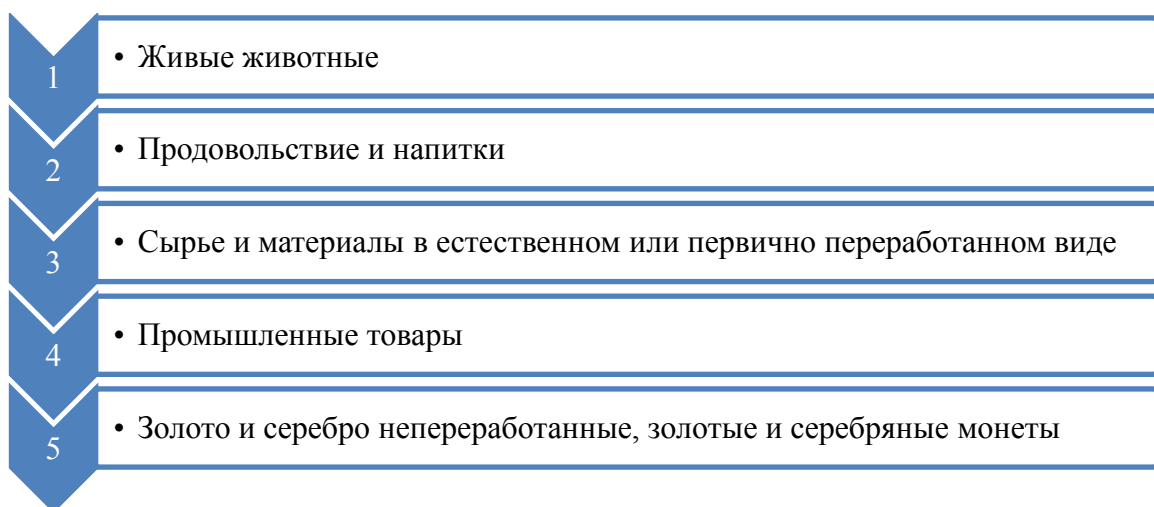 1 • Живые животные
2 • Продовольствие и напитки
3 • Сырье и материалы в естественном или первично переработанном виде
4 • Промышленные товары
5 • Золото и серебро непереработанные, золотые и серебряные монеты